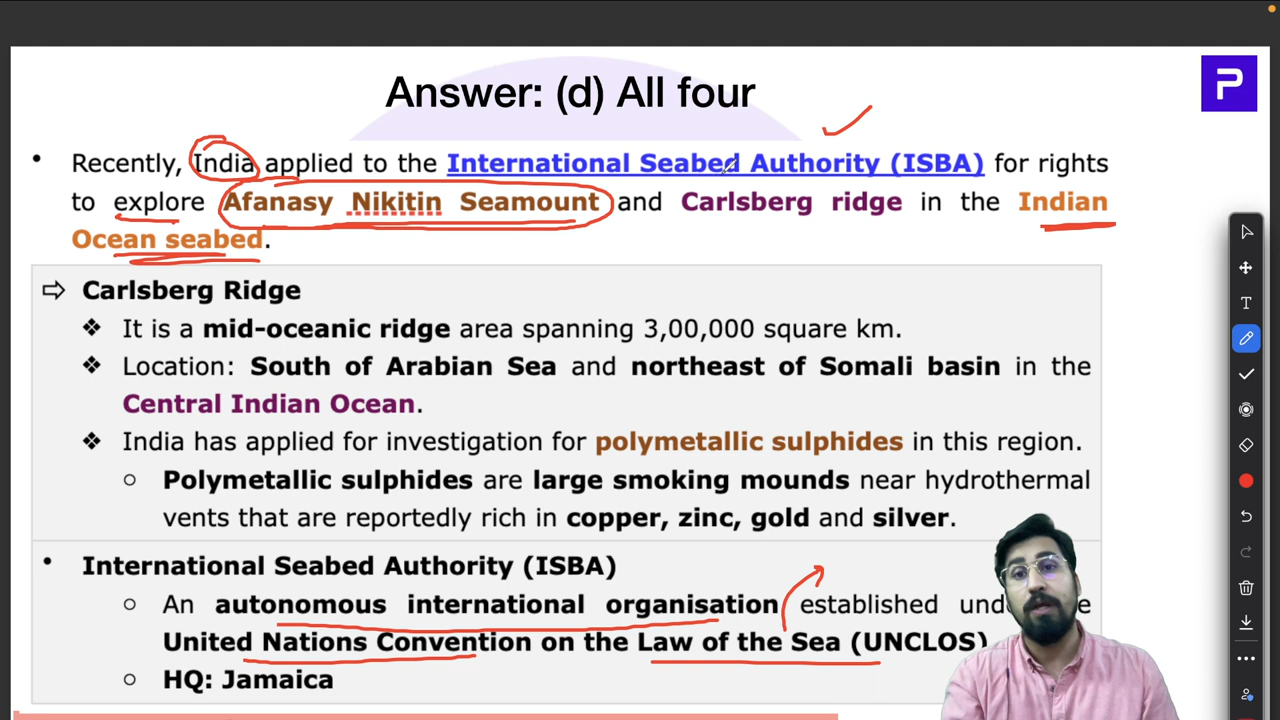 Answer: (d) All four
P
• Recently, India applied to the International Seabed Authority (ISBA) for rights
to explore Afanasy Nikitin Seamount and Carlsberg ridge in the Indian
Ocean seabed.
⇨ Carlsberg Ridge
❖ It is a mid-oceanic ridge area spanning 3,00,000 square km.
❖ Location: South of Arabian Sea and northeast of Somali basin in the
Central Indian Ocean.
❖ India has applied for investigation for polymetallic sulphides in this region.
○ Polymetallic sulphides are large smoking mounds near hydrothermal
vents that are reportedly rich in copper, zinc, gold and silver.
• International Seabed Authority (ISBA)
○ An autonomous international organisation established
United Nations Convention on the Law of the Sea (UNCLOS)
○ HQ: Jamaica
T